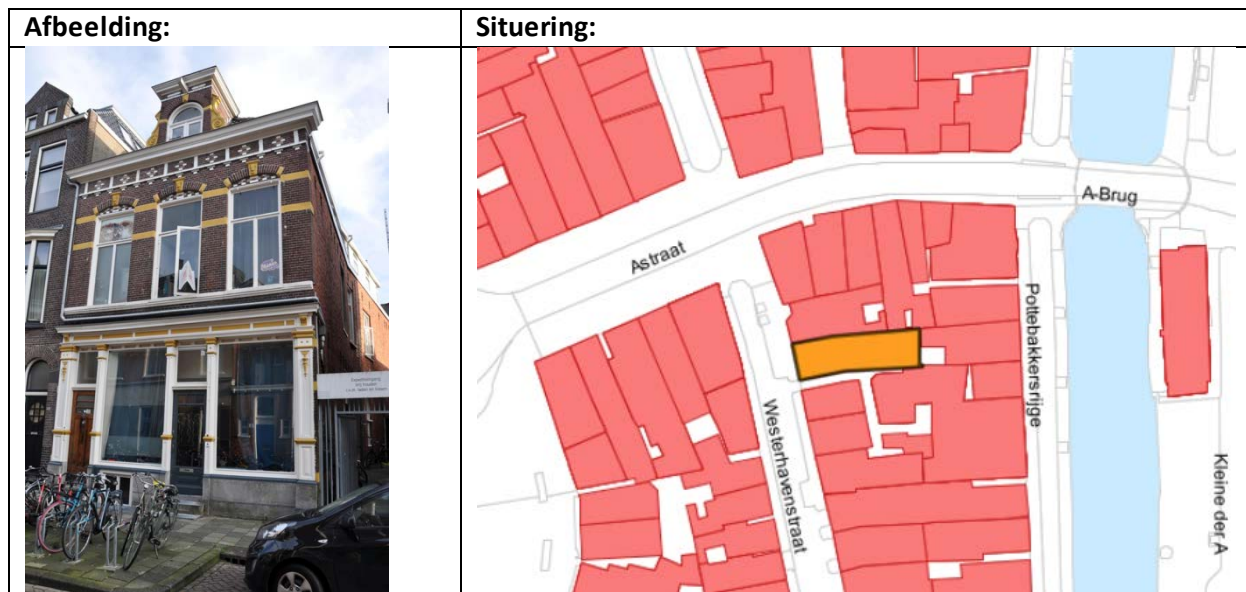 Afbeelding:
Situering:
A-Brug
Astraat
Pottebakkersrijge
Westerhavenstraat
Kleine der A